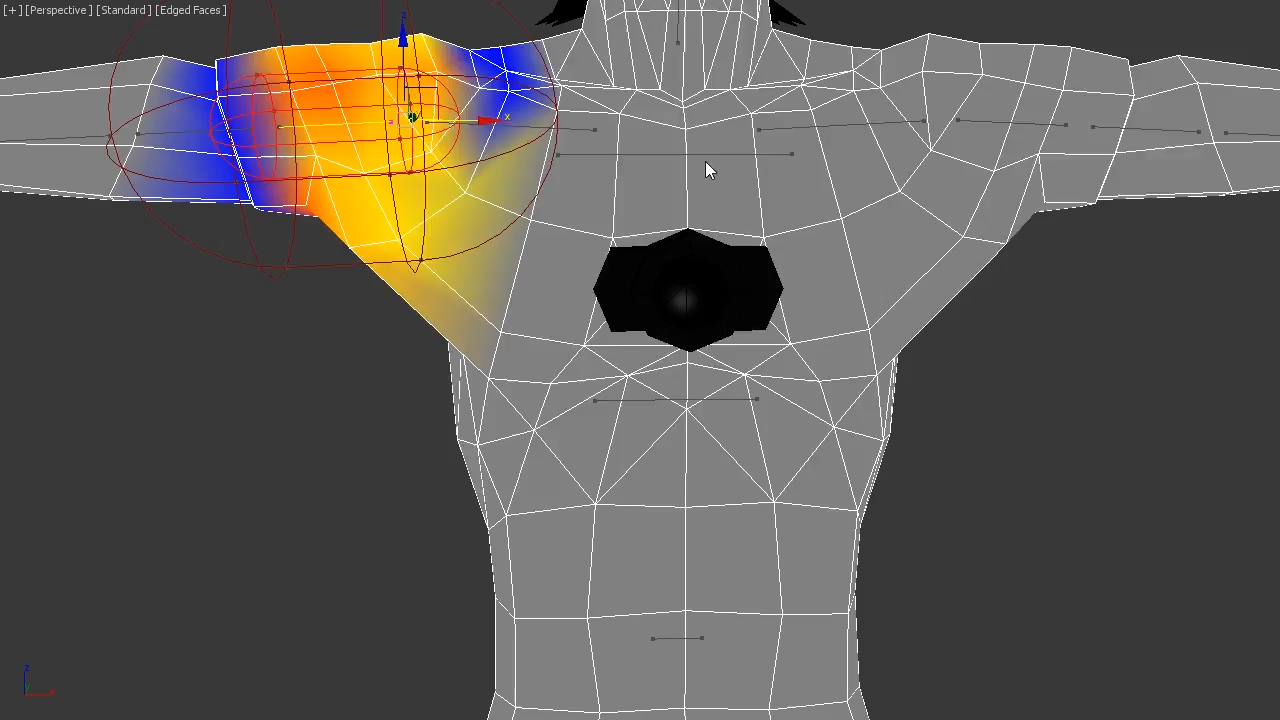 [+] [Perspective] [Standard] [Edged Faces]
z
x
z